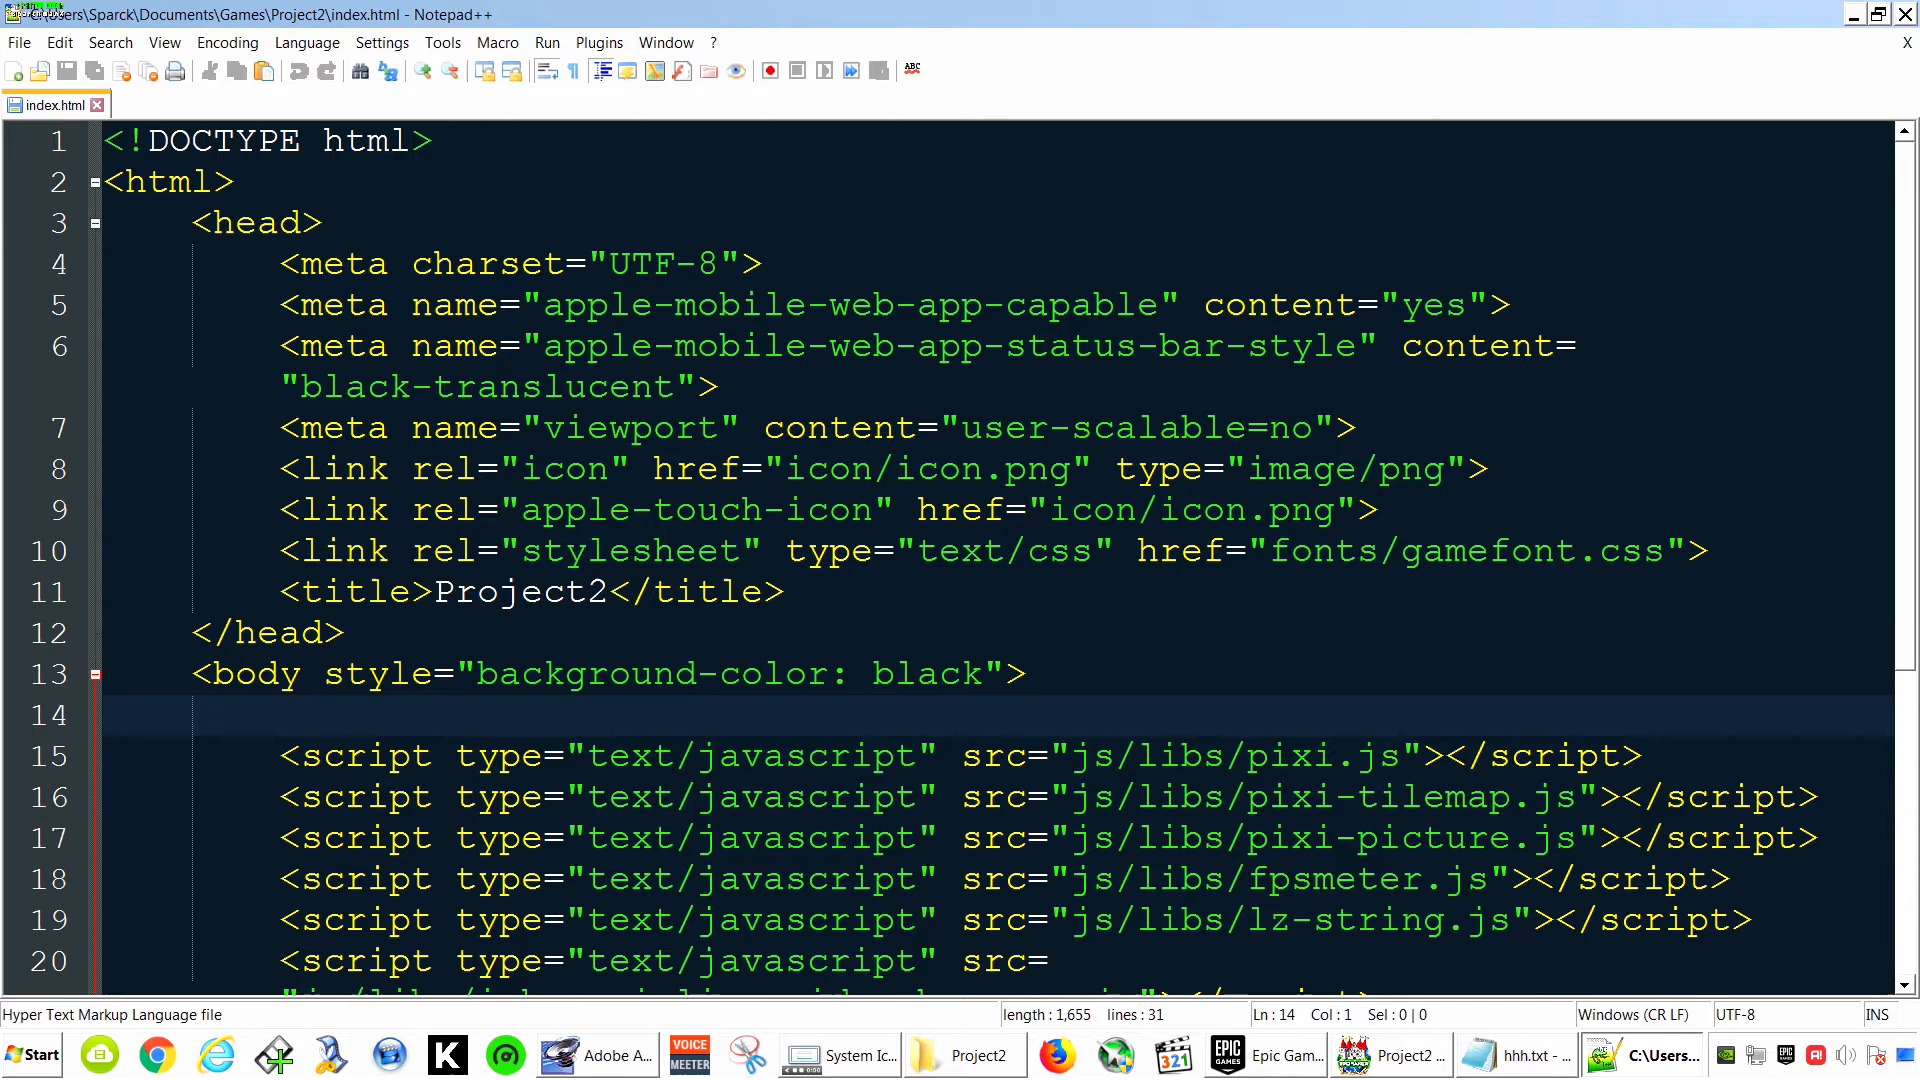 C:\Users\Sparck\Documents\Games\Project2\index.html - Notepad++
File Edit Search View Encoding Language Settings Tools Macro Run Plugins Window ? X
ABC
index.html
1 <!DOCTYPE html>
2 <html>
3 <head>
4 <meta charset="UTF-8">
5 <meta name="apple-mobile-web-app-capable" content="yes">
6 <meta name="apple-mobile-web-app-status-bar-style" content=
"black-translucent">
7 <meta name="viewport" content="user-scalable=no">
8 <link rel="icon" href="icon/icon.png" type="image/png">
9 <link rel="apple-touch-icon" href="icon/icon.png">
10 <link rel="stylesheet" type="text/css" href="fonts/gamefont.css">
11 <title>Project2</title>
12 </head>
13 <body style="background-color: black">
14
15 <script type="text/javascript" src="js/libs/pixi.js"></script>
16 <script type="text/javascript" src="js/libs/pixi-tilemap.js"></script>
17 <script type="text/javascript" src="js/libs/pixi-picture.js"></script>
18 <script type="text/javascript" src="js/libs/fpsmeter.js"></script>
19 <script type="text/javascript" src="js/libs/lz-string.js"></script>
20 <script type="text/javascript" src=
Hyper Text Markup Language file length : 1,655 lines : 31 Ln : 14 Col : 1 Sel : 0 | 0 Windows (CR LF) UTF-8 INS
Start K Adobe A... VOICE MEETER System Ic... Project2 321 EPIC GAMES Epic Gam... Project2 ... hhh.txt - ... C:\Users...